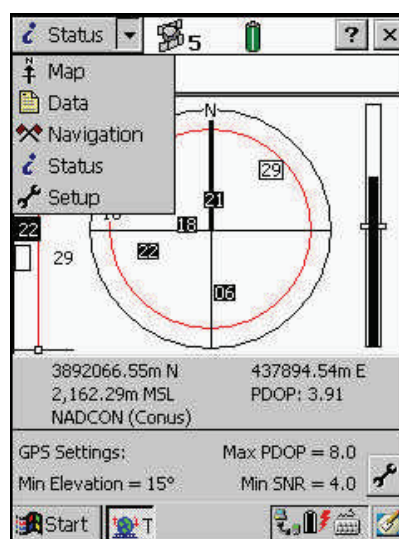 i Status 5 ? ×
Map
Data
Navigation
Status
Setup
N
29
21
18
22
22
29
06
3892066.55m N 437894.54m E
2,162.29m MSL PDOP: 3.91
NADCON (Conus)
GPS Settings: Max PDOP = 8.0
Min Elevation = 15° Min SNR = 4.0
Start T